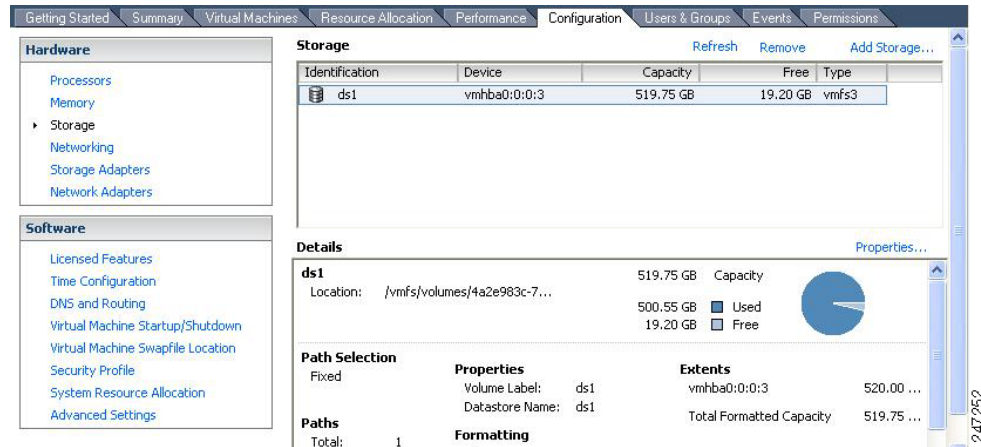 Getting Started Summary Virtual Machines Resource Allocation Performance Configuration Users & Groups Events Permissions
Hardware
Processors
Memory
Storage
Networking
Storage Adapters
Network Adapters
Software
Licensed Features
Time Configuration
DNS and Routing
Virtual Machine Startup/Shutdown
Virtual Machine Swapfile Location
Security Profile
System Resource Allocation
Advanced Settings
Storage Refresh Remove Add Storage...
Identification Device Capacity Free Type
ds1 vmhba0:0:0:3 519.75 GB 19.20 GB vmfs3
Details Properties...
ds1 519.75 GB Capacity
Location: /vmfs/volumes/4a2e983c-7...
500.55 GB Used
19.20 GB Free
Path Selection
Fixed
Paths
Total: 1
Properties
Volume Label: ds1
Datastore Name: ds1
Formatting
Extents
vmhba0:0:0:3 520.00 ...
Total Formatted Capacity 519.75 ...
247252